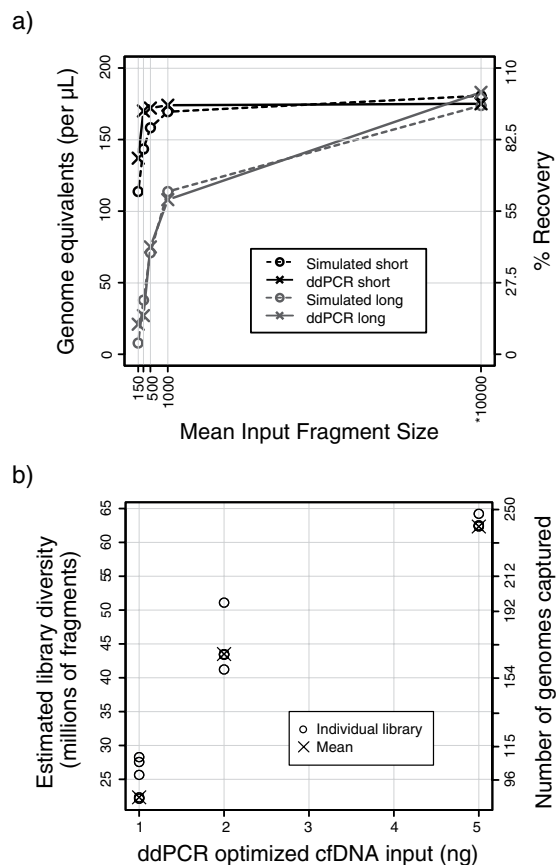 a)
Genome equivalents (per µL)
200
150
100
50
0
% Recovery
110
82.5
55
27.5
0
Simulated short
ddPCR short
Simulated long
ddPCR long
150
500
1000
*10000
Mean Input Fragment Size
b)
Estimated library diversity
(millions of fragments)
65
60
55
50
45
40
35
30
25
Number of genomes captured
250
212
192
154
115
96
Individual library
Mean
1
2
3
4
5
ddPCR optimized cfDNA input (ng)